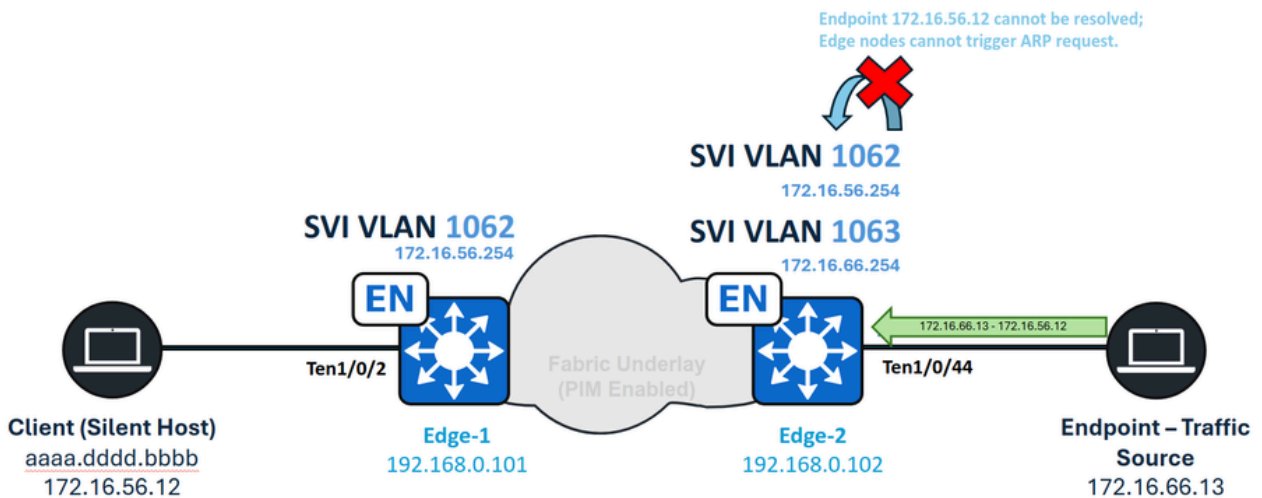 Endpoint 172.16.56.12 cannot be resolved;
Edge nodes cannot trigger ARP request.
SVI VLAN 1062
172.16.56.254
SVI VLAN 1062
172.16.56.254
SVI VLAN 1063
172.16.66.254
EN
EN
172.16.66.13 - 172.16.56.12
Fabric Underlay
(PIM Enabled)
Ten1/0/2
Ten1/0/44
Client (Silent Host)
aaaa.dddd.bbbb
172.16.56.12
Edge-1
192.168.0.101
Edge-2
192.168.0.102
Endpoint – Traffic
Source
172.16.66.13